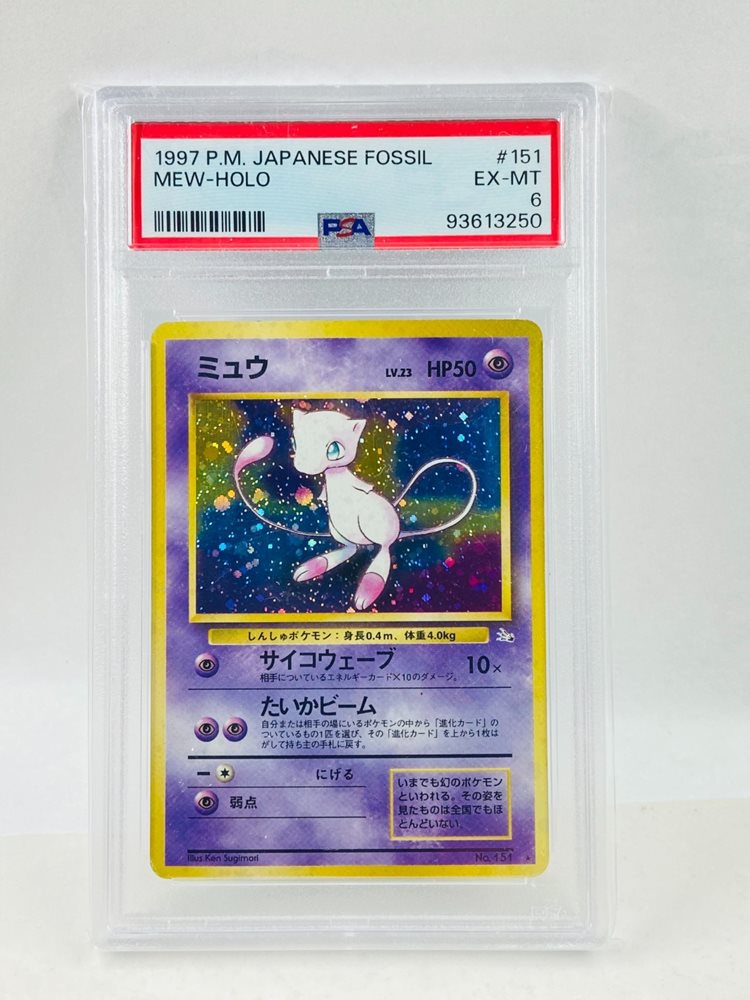 1997 P.M. JAPANESE FOSSIL #151
MEW-HOLO EX-MT
6
PSA 93613250
ミュウ LV.23 HP50
しんしゅポケモン：身長0.4m、体重4.0kg
サイコウェーブ 10×
相手についているエネルギーカード×10のダメージ。
たいかビーム
自分または相手の場にいるポケモンの中から「進化カード」の
ついているもの1匹を選び、その「進化カード」を上から1枚は
がして持ち主の手札に戻す。
にげる
弱点
いまでも幻のポケモン
といわれる。その姿を
見たものは全国でもほ
とんどいない。
Illus Ken Sugimori No. 151